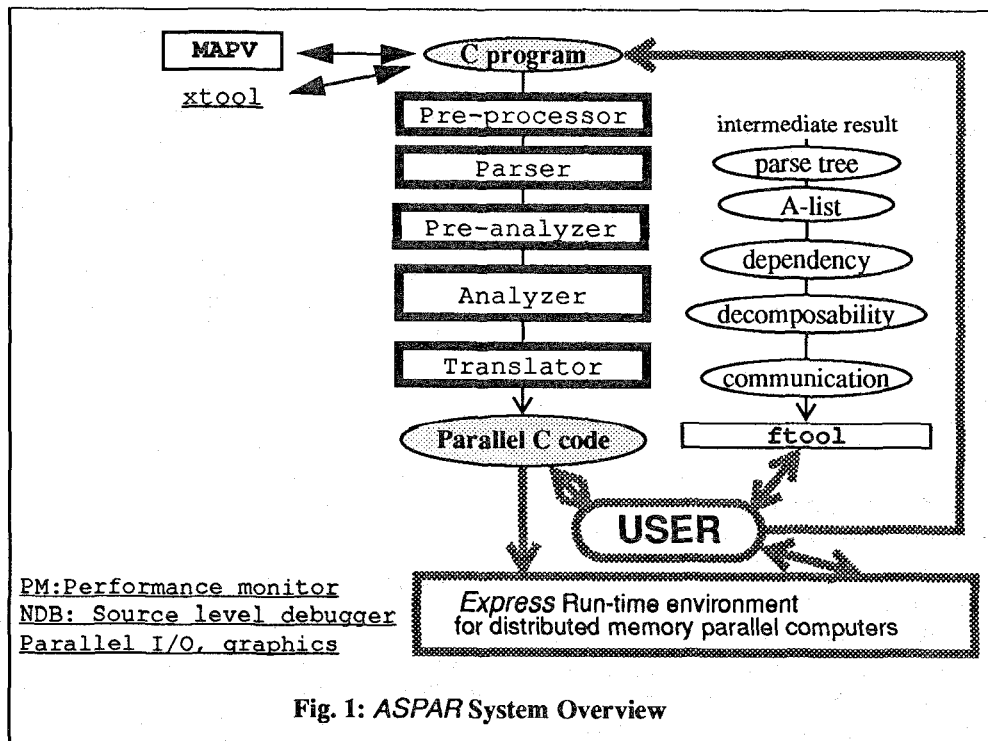 MAPV
C program
xtool
Pre-processor
Parser
Pre-analyzer
Analyzer
Translator
Parallel C code
intermediate result
parse tree
A-list
dependency
decomposability
communication
ftool
USER
PM:Performance monitor
NDB: Source level debugger
Parallel I/O, graphics
Express Run-time environment
for distributed memory parallel computers
Fig. 1: ASPAR System Overview